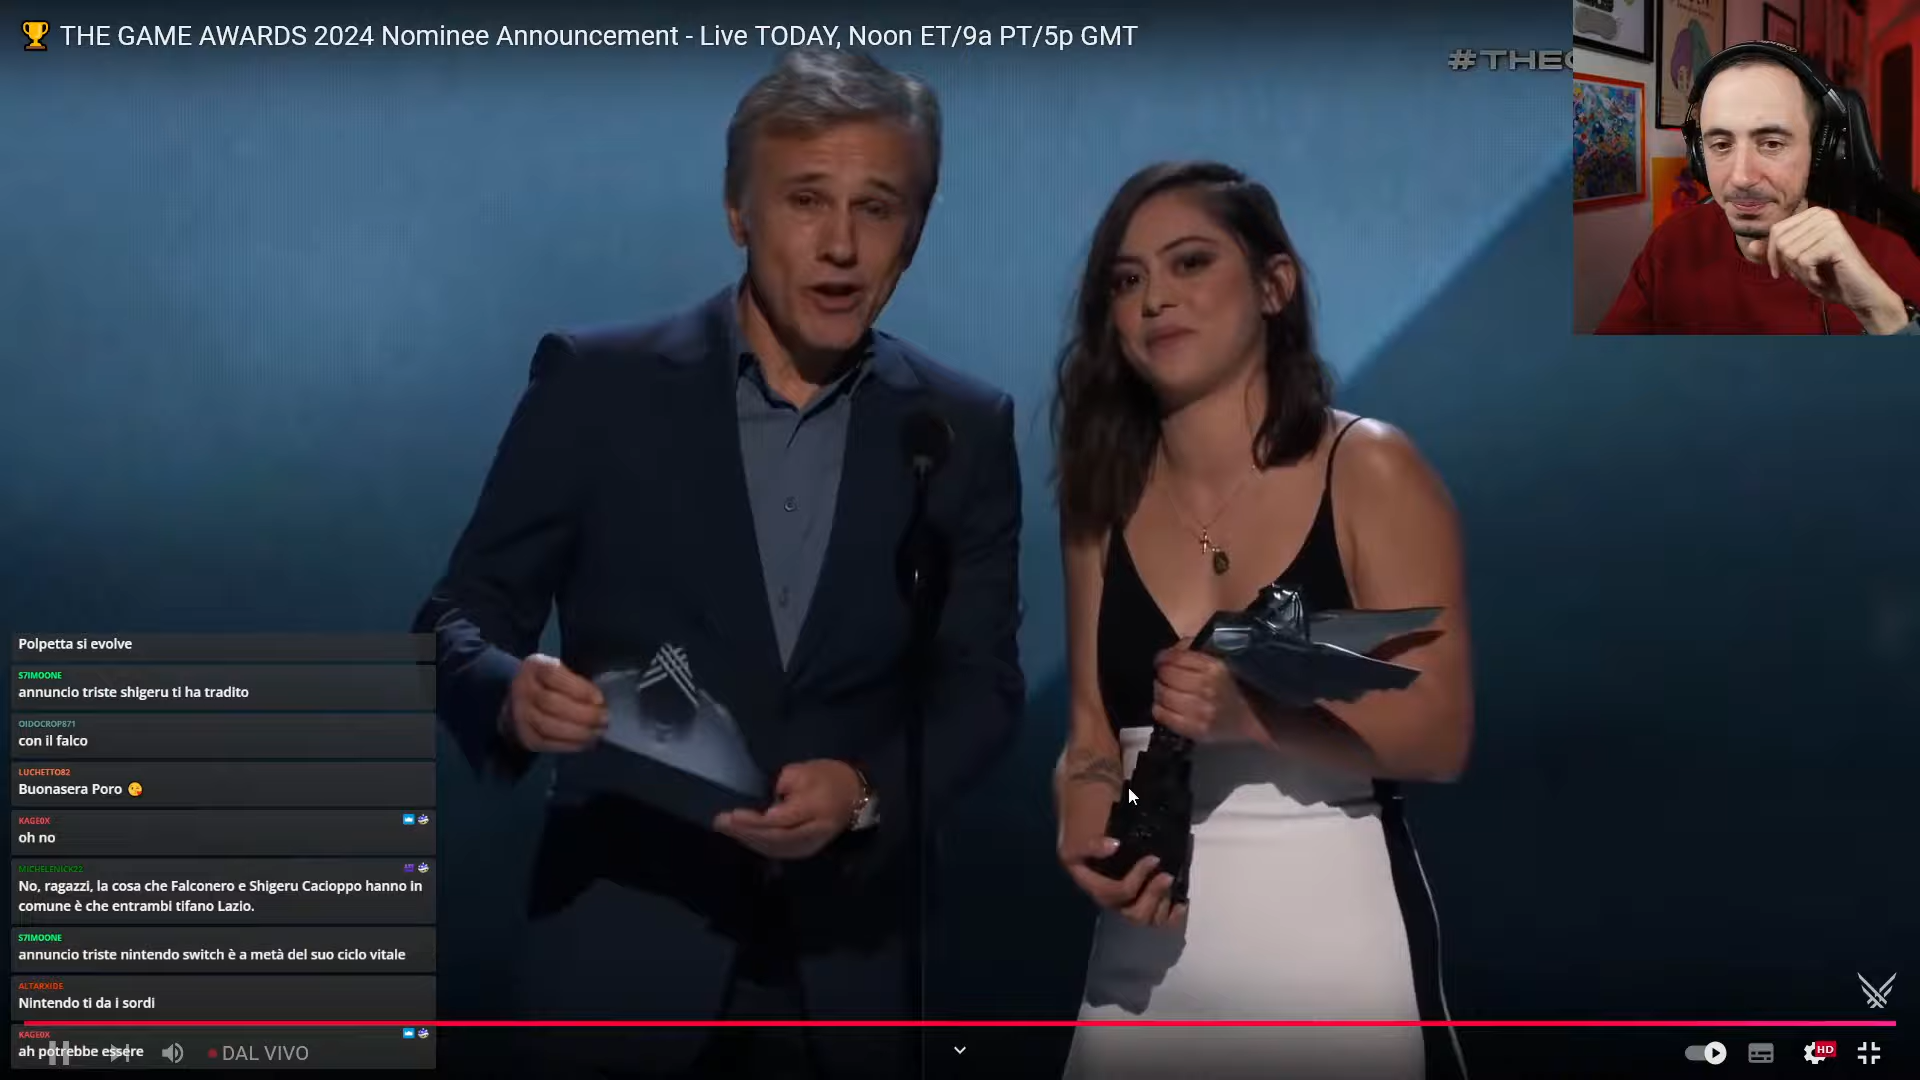 🏆 THE GAME AWARDS 2024 Nominee Announcement - Live TODAY, Noon ET/9a PT/5p GMT
Polpetta si evolve
S7IMOONE
annuncio triste shigeru ti ha tradito
OIDOCROP871
con il falco
LUCHETTO82
Buonasera Poro 😘
KAGE0X
oh no
MICHELENICK22
No, ragazzi, la cosa che Falconero e Shigeru Cacioppo hanno in
comune è che entrambi tifano Lazio.
S7IMOONE
annuncio triste nintendo switch è a metà del suo ciclo vitale
ALTARXIDE
Nintendo ti da i sordi
KAGE0X
ah potrebbe essere
DAL VIVO
HD